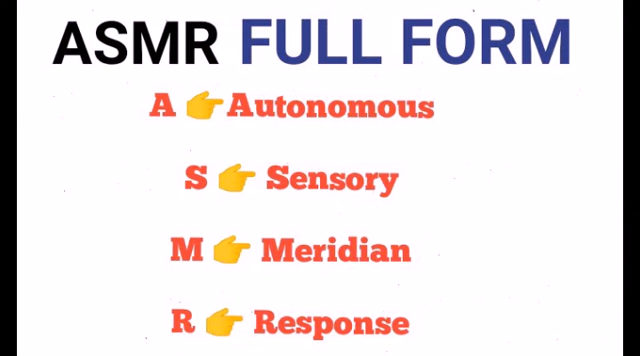 ASMR FULL FORM
A 👉 Autonomous
S 👉 Sensory
M 👉 Meridian
R 👉 Response